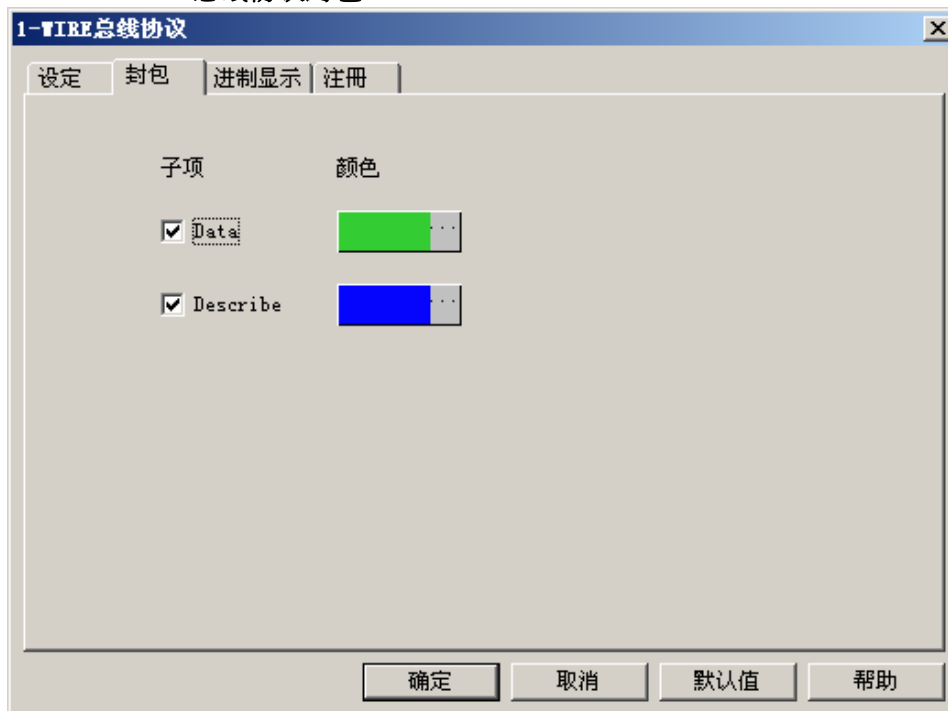 1-WIRE总线协议
设定 封包 进制显示 注冊
子项 颜色
Data ...
Describe ...
确定 取消 默认值 帮助